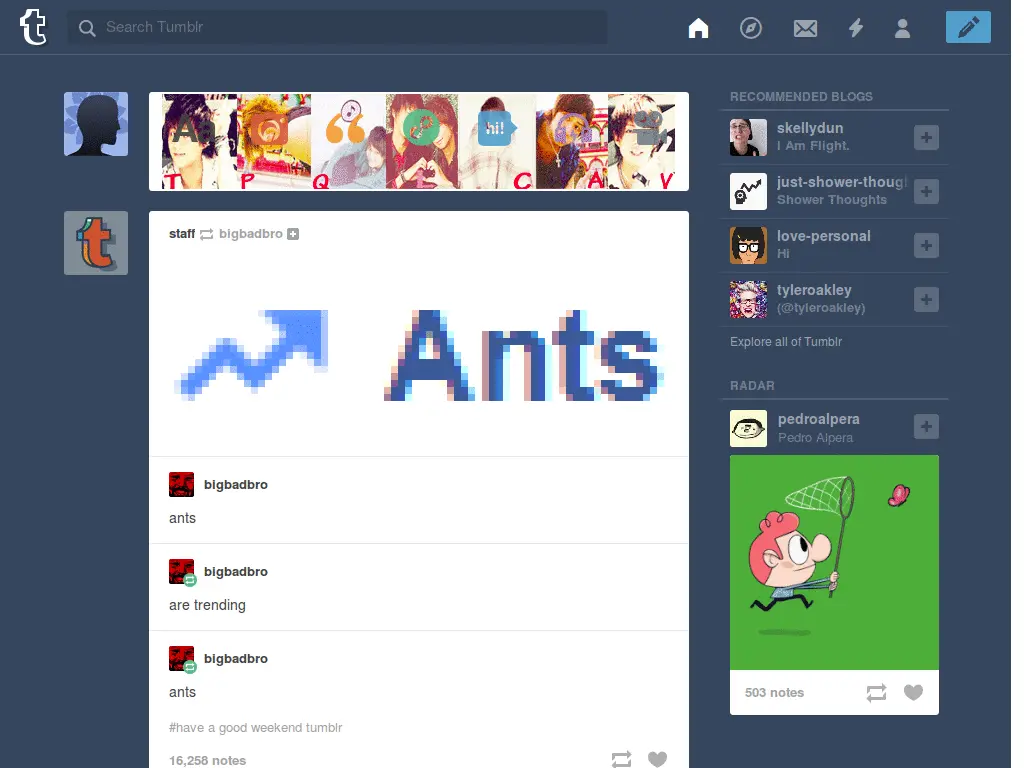 t
Search Tumblr
Aa
hi!
T P Q L C A V
t
staff bigbadbro
Ants
bigbadbro
ants
bigbadbro
are trending
bigbadbro
ants
#have a good weekend tumblr
16,258 notes
RECOMMENDED BLOGS
skellydun
I Am Flight.
just-shower-thoug
Shower Thoughts
love-personal
Hi
tyleroakley
(@tyleroakley)
Explore all of Tumblr
RADAR
pedroalpera
Pedro Alpera
503 notes